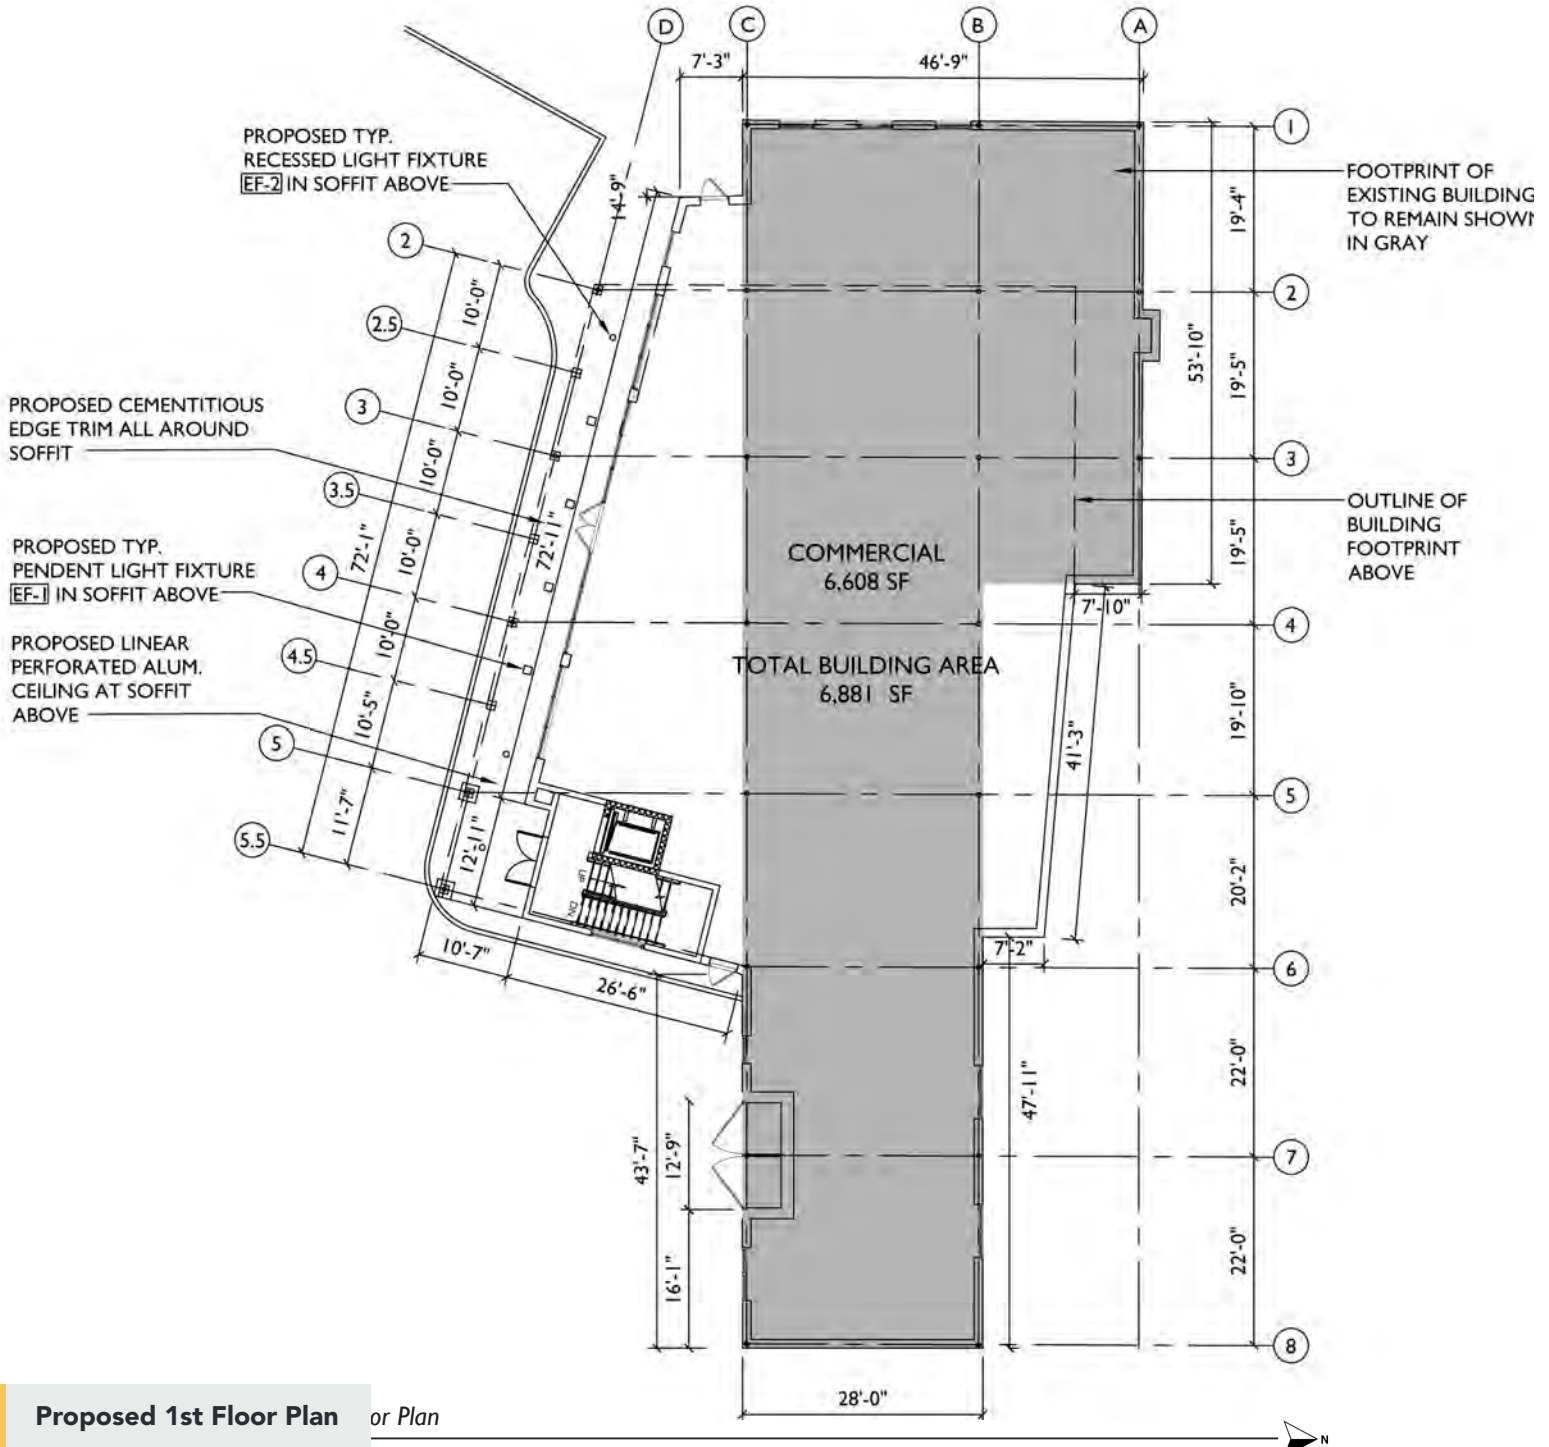 D
C
B
A
7'-3"
46'-9"
1
PROPOSED TYP.
RECESSED LIGHT FIXTURE
EF-2 IN SOFFIT ABOVE
14'-9"
FOOTPRINT OF
EXISTING BUILDING
TO REMAIN SHOWN
IN GRAY
19'-4"
2
10'-0"
2
2.5
53'-10"
19'-5"
10'-0"
PROPOSED CEMENTITIOUS
EDGE TRIM ALL AROUND
SOFFIT
3
10'-0"
3
3.5
OUTLINE OF
BUILDING
FOOTPRINT
ABOVE
19'-5"
72'-1"
72'-1"
10'-0"
PROPOSED TYP.
PENDENT LIGHT FIXTURE
EF-1 IN SOFFIT ABOVE
COMMERCIAL
6,608 SF
4
7'-10"
4
10'-0"
PROPOSED LINEAR
PERFORATED ALUM.
CEILING AT SOFFIT
ABOVE
4.5
TOTAL BUILDING AREA
6,881 SF
10'-5"
19'-10"
41'-3"
5
5
11'-7"
5.5
12'-11"
UP
DN
20'-2"
10'-7"
7'-2"
26'-6"
6
22'-0"
47'-11"
43'-7"
12'-9"
7
16'-1"
22'-0"
8
28'-0"
Proposed 1st Floor Plan
or Plan
N